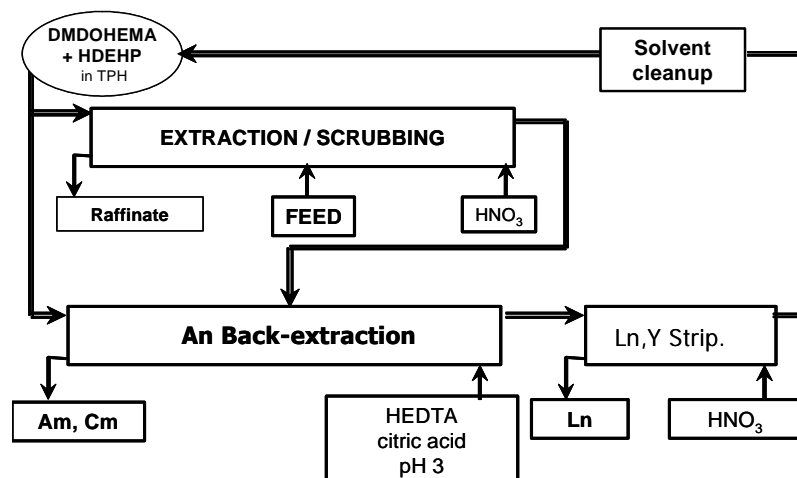 DMDOHEMA
+ HDEHP
in TPH
Solvent
cleanup
EXTRACTION / SCRUBBING
Raffinate
FEED
HNO₃
An Back-extraction
Ln,Y Strip.
Am, Cm
HEDTA
citric acid
pH 3
Ln
HNO₃